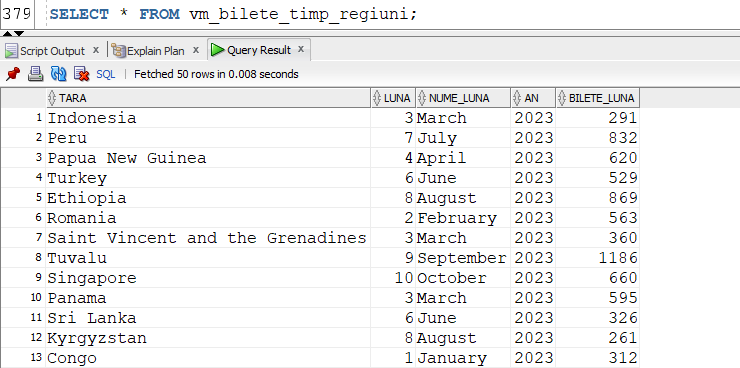 379 SELECT * FROM vm_bilete_timp_regiuni;
Script Output x Explain Plan x Query Result x
SQL | Fetched 50 rows in 0.008 seconds
TARA LUNA NUME_LUNA AN BILETE_LUNA
1 Indonesia 3 March 2023 291
2 Peru 7 July 2023 832
3 Papua New Guinea 4 April 2023 620
4 Turkey 6 June 2023 529
5 Ethiopia 8 August 2023 869
6 Romania 2 February 2023 563
7 Saint Vincent and the Grenadines 3 March 2023 360
8 Tuvalu 9 September 2023 1186
9 Singapore 10 October 2023 660
10 Panama 3 March 2023 595
11 Sri Lanka 6 June 2023 326
12 Kyrgyzstan 8 August 2023 261
13 Congo 1 January 2023 312